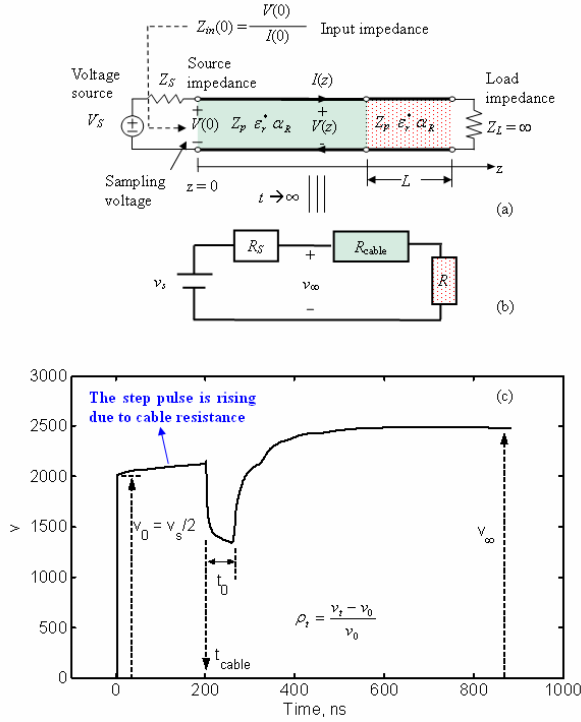 Z_in(0) = V(0)/I(0) Input impedance
Voltage source
V_S
Z_S
Source impedance
I(z)
Load impedance
Z_L = ∞
+
V(0)
–
Z_p ε_r* α_R
+
V(z)
-
Z_p ε_r* α_R
Sampling voltage
z = 0
t → ∞
L
z
(a)
R_S
R_cable
R
v_s
+
v_∞
–
(b)
3000
2500
2000
1500
1000
500
0
v
The step pulse is rising
due to cable resistance
(c)
v_0 = v_s/2
v_∞
t_0
ρ_t = (v_t − v_0)/v_0
t_cable
0
200
400
600
800
1000
Time, ns